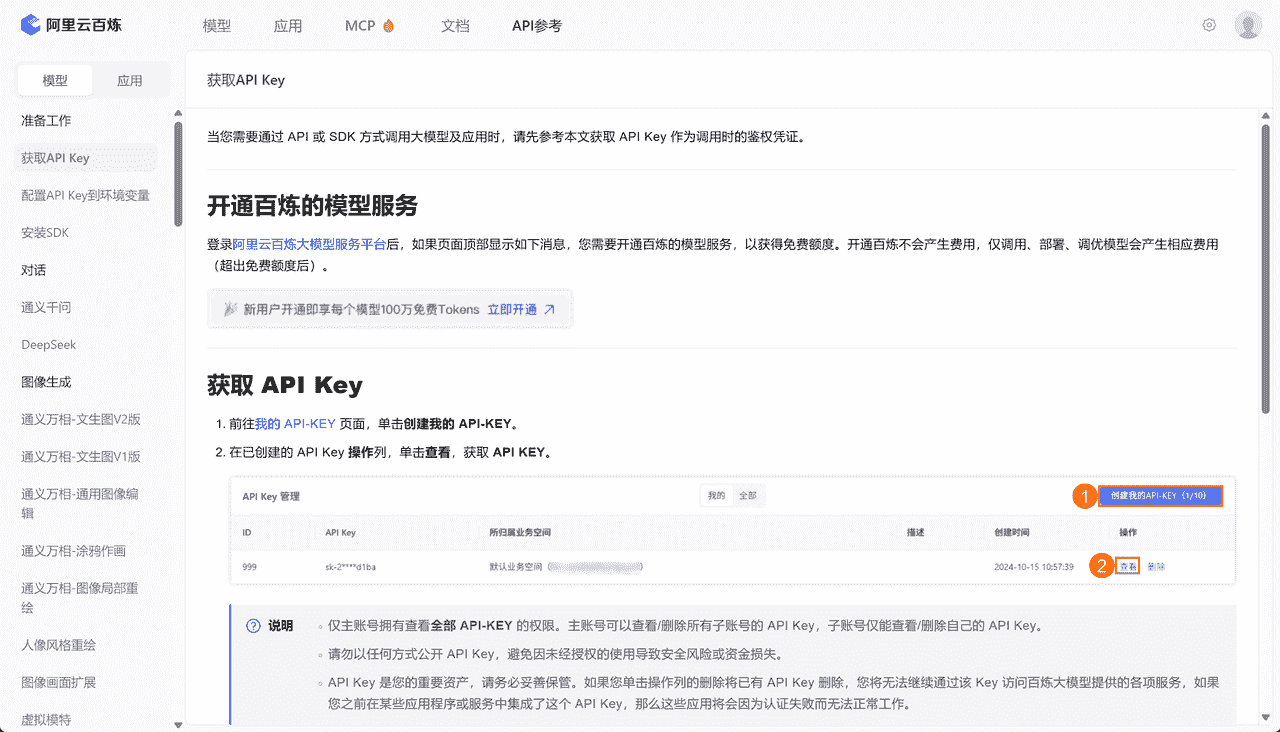 阿里云百炼
模型
应用
MCP
文档
API参考
模型
应用
准备工作
获取API Key
配置API Key到环境变量
安装SDK
对话
通义千问
DeepSeek
图像生成
通义万相-文生图V2版
通义万相-文生图V1版
通义万相-通用图像编
辑
通义万相-涂鸦作画
通义万相-图像局部重
绘
人像风格重绘
图像画面扩展
虚拟模特
获取API Key
当您需要通过 API 或 SDK 方式调用大模型及应用时，请先参考本文获取 API Key 作为调用时的鉴权凭证。
开通百炼的模型服务
登录阿里云百炼大模型服务平台后，如果页面顶部显示如下消息，您需要开通百炼的模型服务，以获得免费额度。开通百炼不会产生费用，仅调用、部署、调优模型会产生相应费用
（超出免费额度后）。
新用户开通即享每个模型100万免费Tokens 立即开通
获取 API Key
1. 前往我的 API-KEY 页面，单击创建我的 API-KEY。
2. 在已创建的 API Key 操作列，单击查看，获取 API KEY。
API Key 管理
我的
全部
1
创建我的API-KEY（1/10）
ID
API Key
所归属业务空间
描述
创建时间
操作
999
sk-2****d1ba
默认业务空间
2024-10-15 10:57:39
2
查看
删除
说明
仅主账号拥有查看全部 API-KEY 的权限。主账号可以查看/删除所有子账号的 API Key，子账号仅能查看/删除自己的 API Key。
请勿以任何方式公开 API Key，避免因未经授权的使用导致安全风险或资金损失。
API Key 是您的重要资产，请务必妥善保管。如果您单击操作列的删除将已有 API Key 删除，您将无法继续通过该 Key 访问百炼大模型提供的各项服务，如果
您之前在某些应用程序或服务中集成了这个 API Key，那么这些应用将会因为认证失败而无法正常工作。